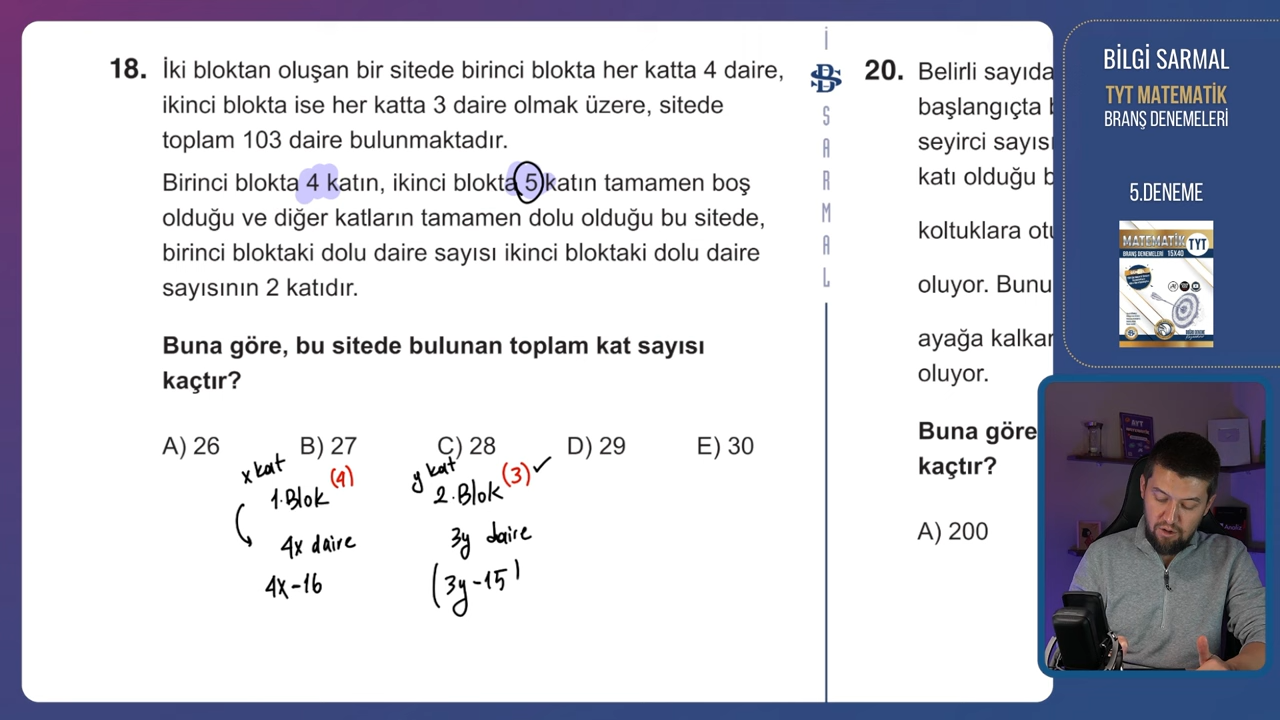 18. İki bloktan oluşan bir sitede birinci blokta her katta 4 daire,
ikinci blokta ise her katta 3 daire olmak üzere, sitede
toplam 103 daire bulunmaktadır.
Birinci blokta 4 katın, ikinci blokta 5 katın tamamen boş
olduğu ve diğer katların tamamen dolu olduğu bu sitede,
birinci bloktaki dolu daire sayısı ikinci bloktaki dolu daire
sayısının 2 katıdır.
Buna göre, bu sitede bulunan toplam kat sayısı
kaçtır?
A) 26 B) 27 C) 28 D) 29 E) 30
x kat
1.Blok (4)
4x daire
4x-16
y kat
2.Blok (3) ✓
3y daire
(3y-15)
İ
S
A
R
M
A
L
20. Belirli sayıda
başlangıçta
seyirci sayısı
katı olduğu b
koltuklara otu
oluyor. Bunu
ayağa kalkar
oluyor.
Buna göre
kaçtır?
A) 200
BİLGİ SARMAL
TYT MATEMATİK
BRANŞ DENEMELERİ
5.DENEME
MATEMATİK TYT
BRANŞ DENEMELERİ 15X40